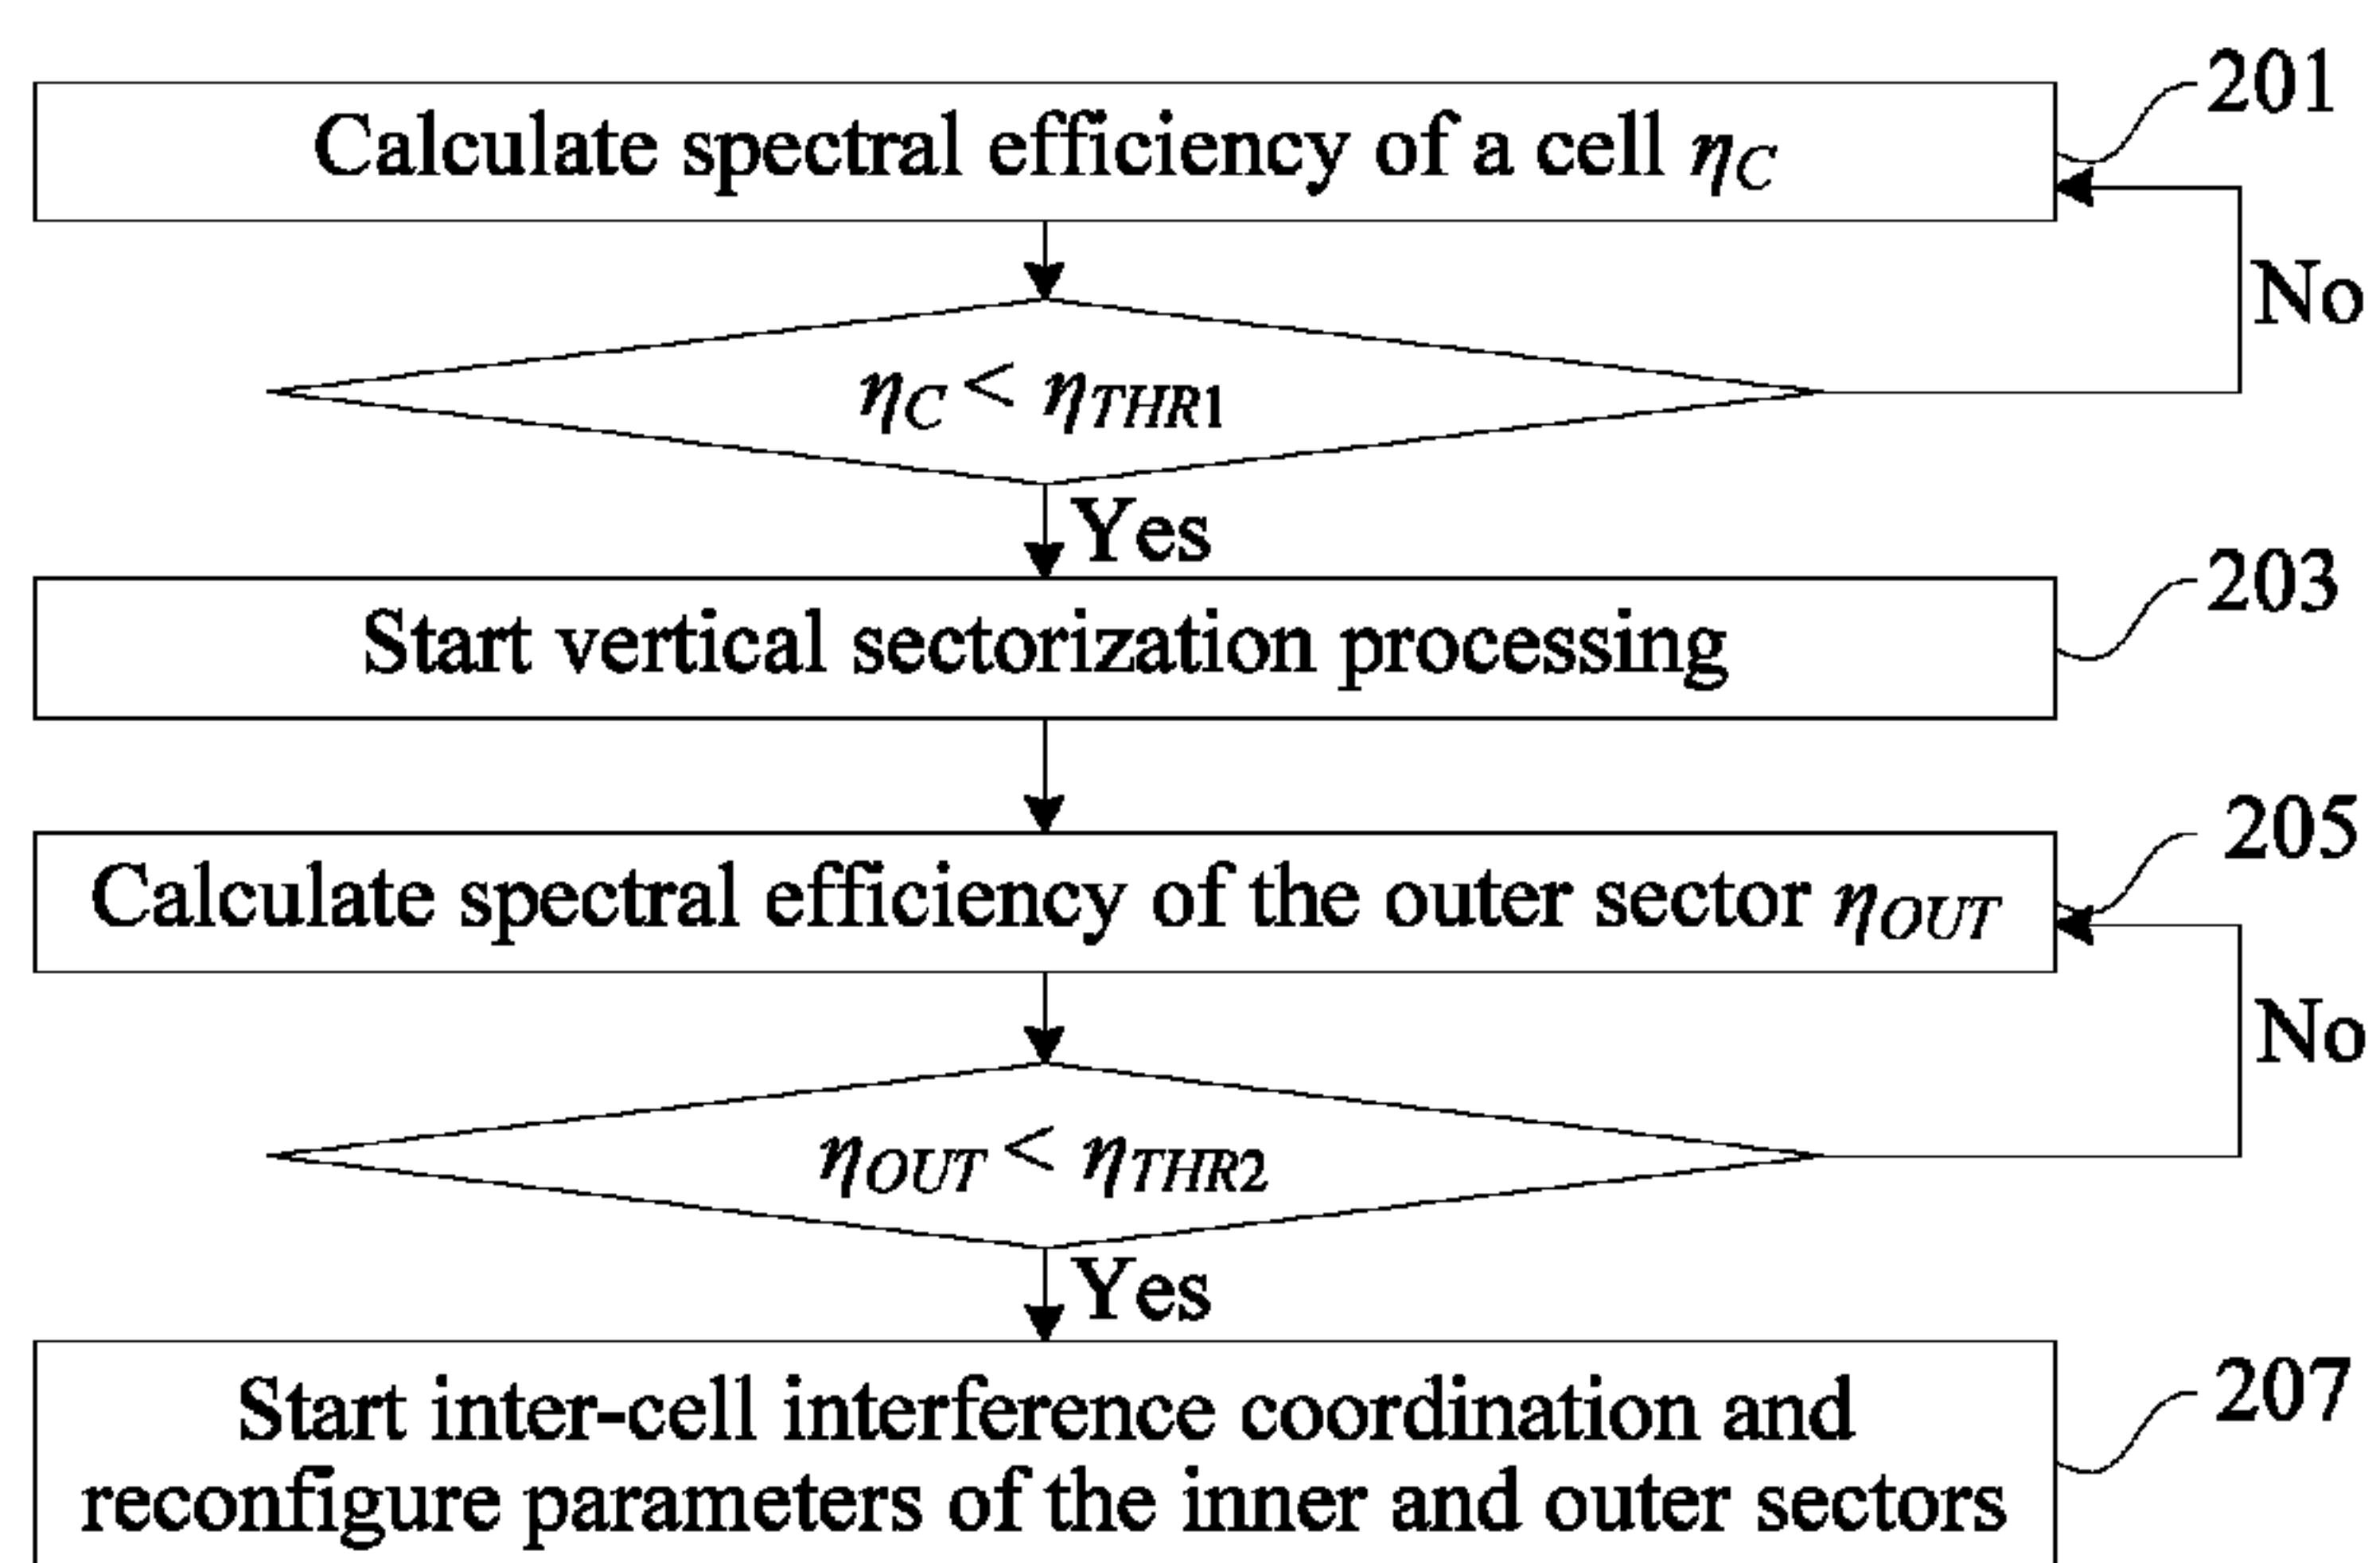 201
Calculate spectral efficiency of a cell ηC
No
ηC < ηTHR1
Yes
203
Start vertical sectorization processing
205
Calculate spectral efficiency of the outer sector ηOUT
No
ηOUT < ηTHR2
Yes
207
Start inter-cell interference coordination and
reconfigure parameters of the inner and outer sectors